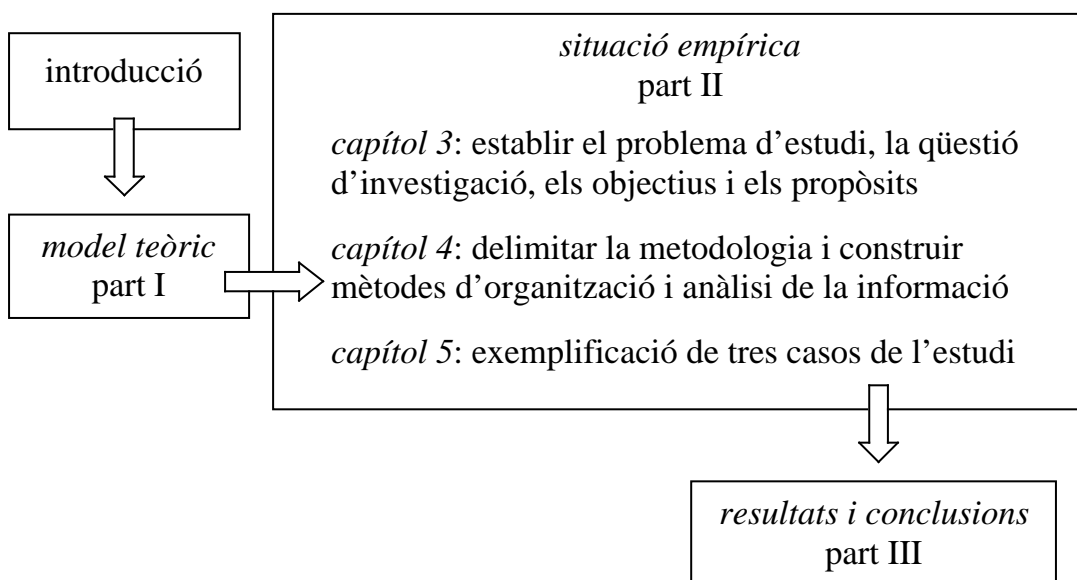 introducció
model teòric
part I
situació empírica
part II
capítol 3: establir el problema d’estudi, la qüestió
d’investigació, els objectius i els propòsits
capítol 4: delimitar la metodologia i construir
mètodes d’organització i anàlisi de la informació
capítol 5: exemplificació de tres casos de l’estudi
resultats i conclusions
part III